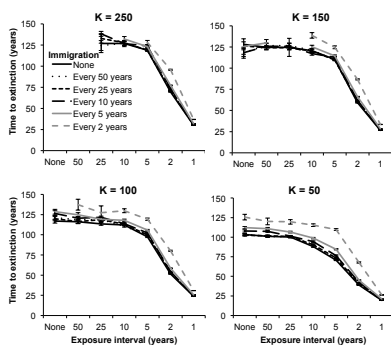 K = 250
K = 150
Time to extinction (years)
150
125
100
75
50
25
0
Immigration
None
Every 50 years
Every 25 years
Every 10 years
Every 5 years
Every 2 years
None 50 25 10 5 2 1
150
125
100
75
50
25
0
None 50 25 10 5 2 1
K = 100
K = 50
Time to extinction (years)
150
125
100
75
50
25
0
None 50 25 10 5 2 1
Exposure interval (years)
150
125
100
75
50
25
0
None 50 25 10 5 2 1
Exposure interval (years)